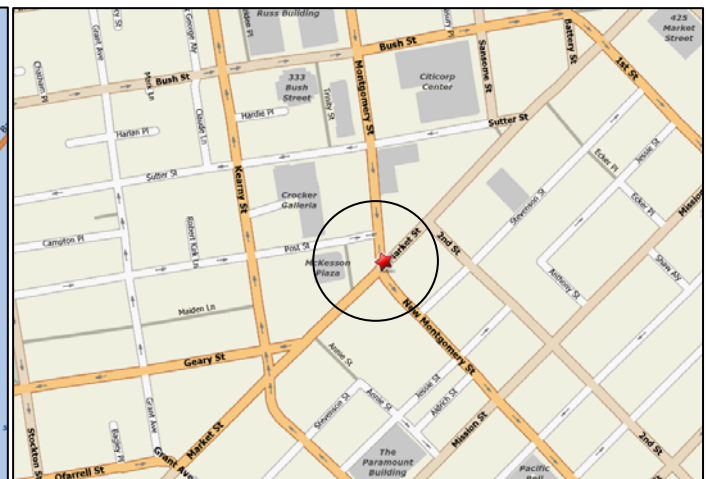 Russ Building
425
Market
Street
Grant Ave
Bush St
Sansome St
Battery St
1st St
Chatham Pl
Mark Ln
Bush St
333
Bush
Street
Trinity St
Montgomery St
Citicorp
Center
Claude Ln
Hardie Pl
Harlan Pl
Sutter St
Sutter St
Kearny St
Crocker
Galleria
Ecker Pl
Jessie St
Stevenson St
Ecker Pl
Mission
Campton Pl
Robert Kirk Ln
Post St
McKesson
Plaza
Market St
2nd St
Shaw Aly
Anthony St
Maiden Ln
New Montgomery St
Geary St
Annie St
Jessie St
Annie St
Aldrich St
Stevenson St
Mission St
Grant Ave
Market St
Stockton St
Bagley Pl
Ofarrell St
Grant Ave
The
Paramount
Building
2nd St
Pacific
Bell